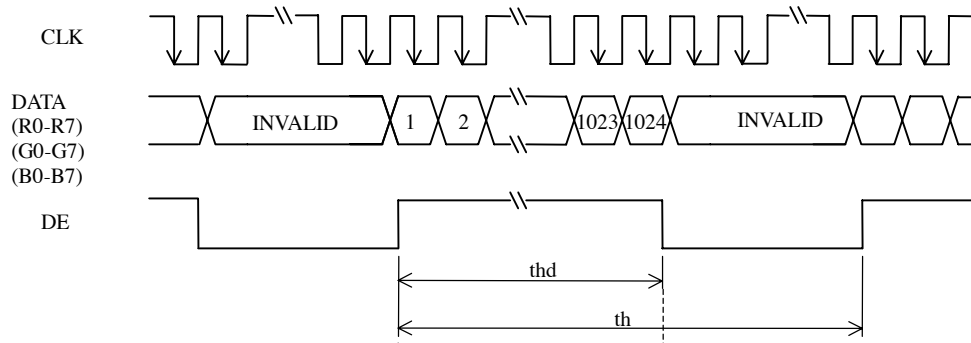 CLK
DATA
(R0-R7)
(G0-G7)
(B0-B7)
INVALID 1 2 1023 1024 INVALID
DE
thd
th